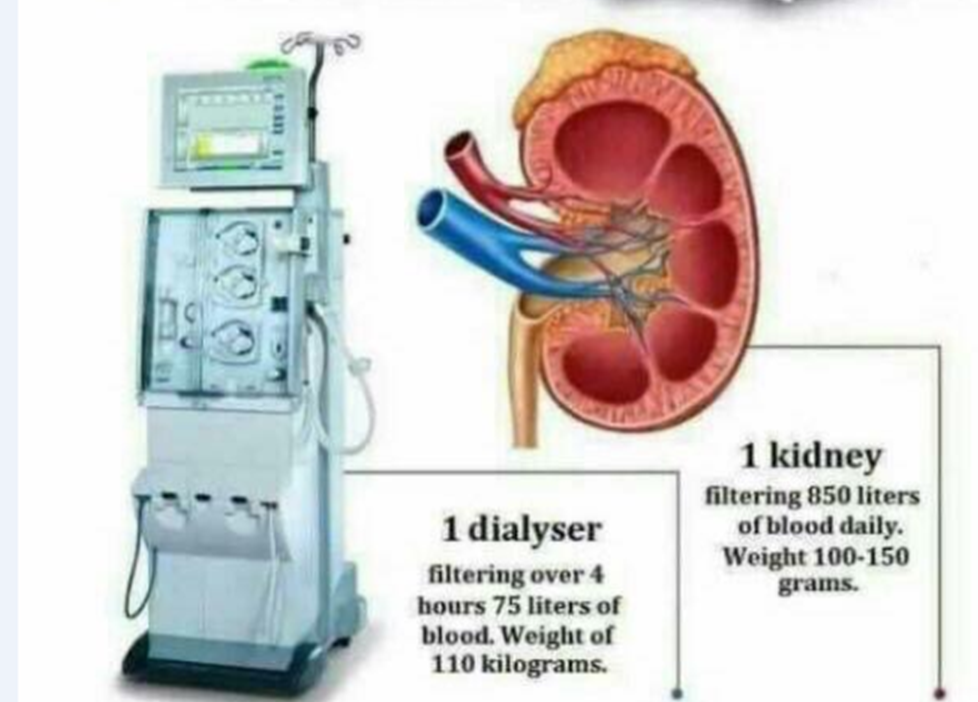 1 dialyser
filtering over 4
hours 75 liters of
blood. Weight of
110 kilograms.
1 kidney
filtering 850 liters
of blood daily.
Weight 100-150
grams.